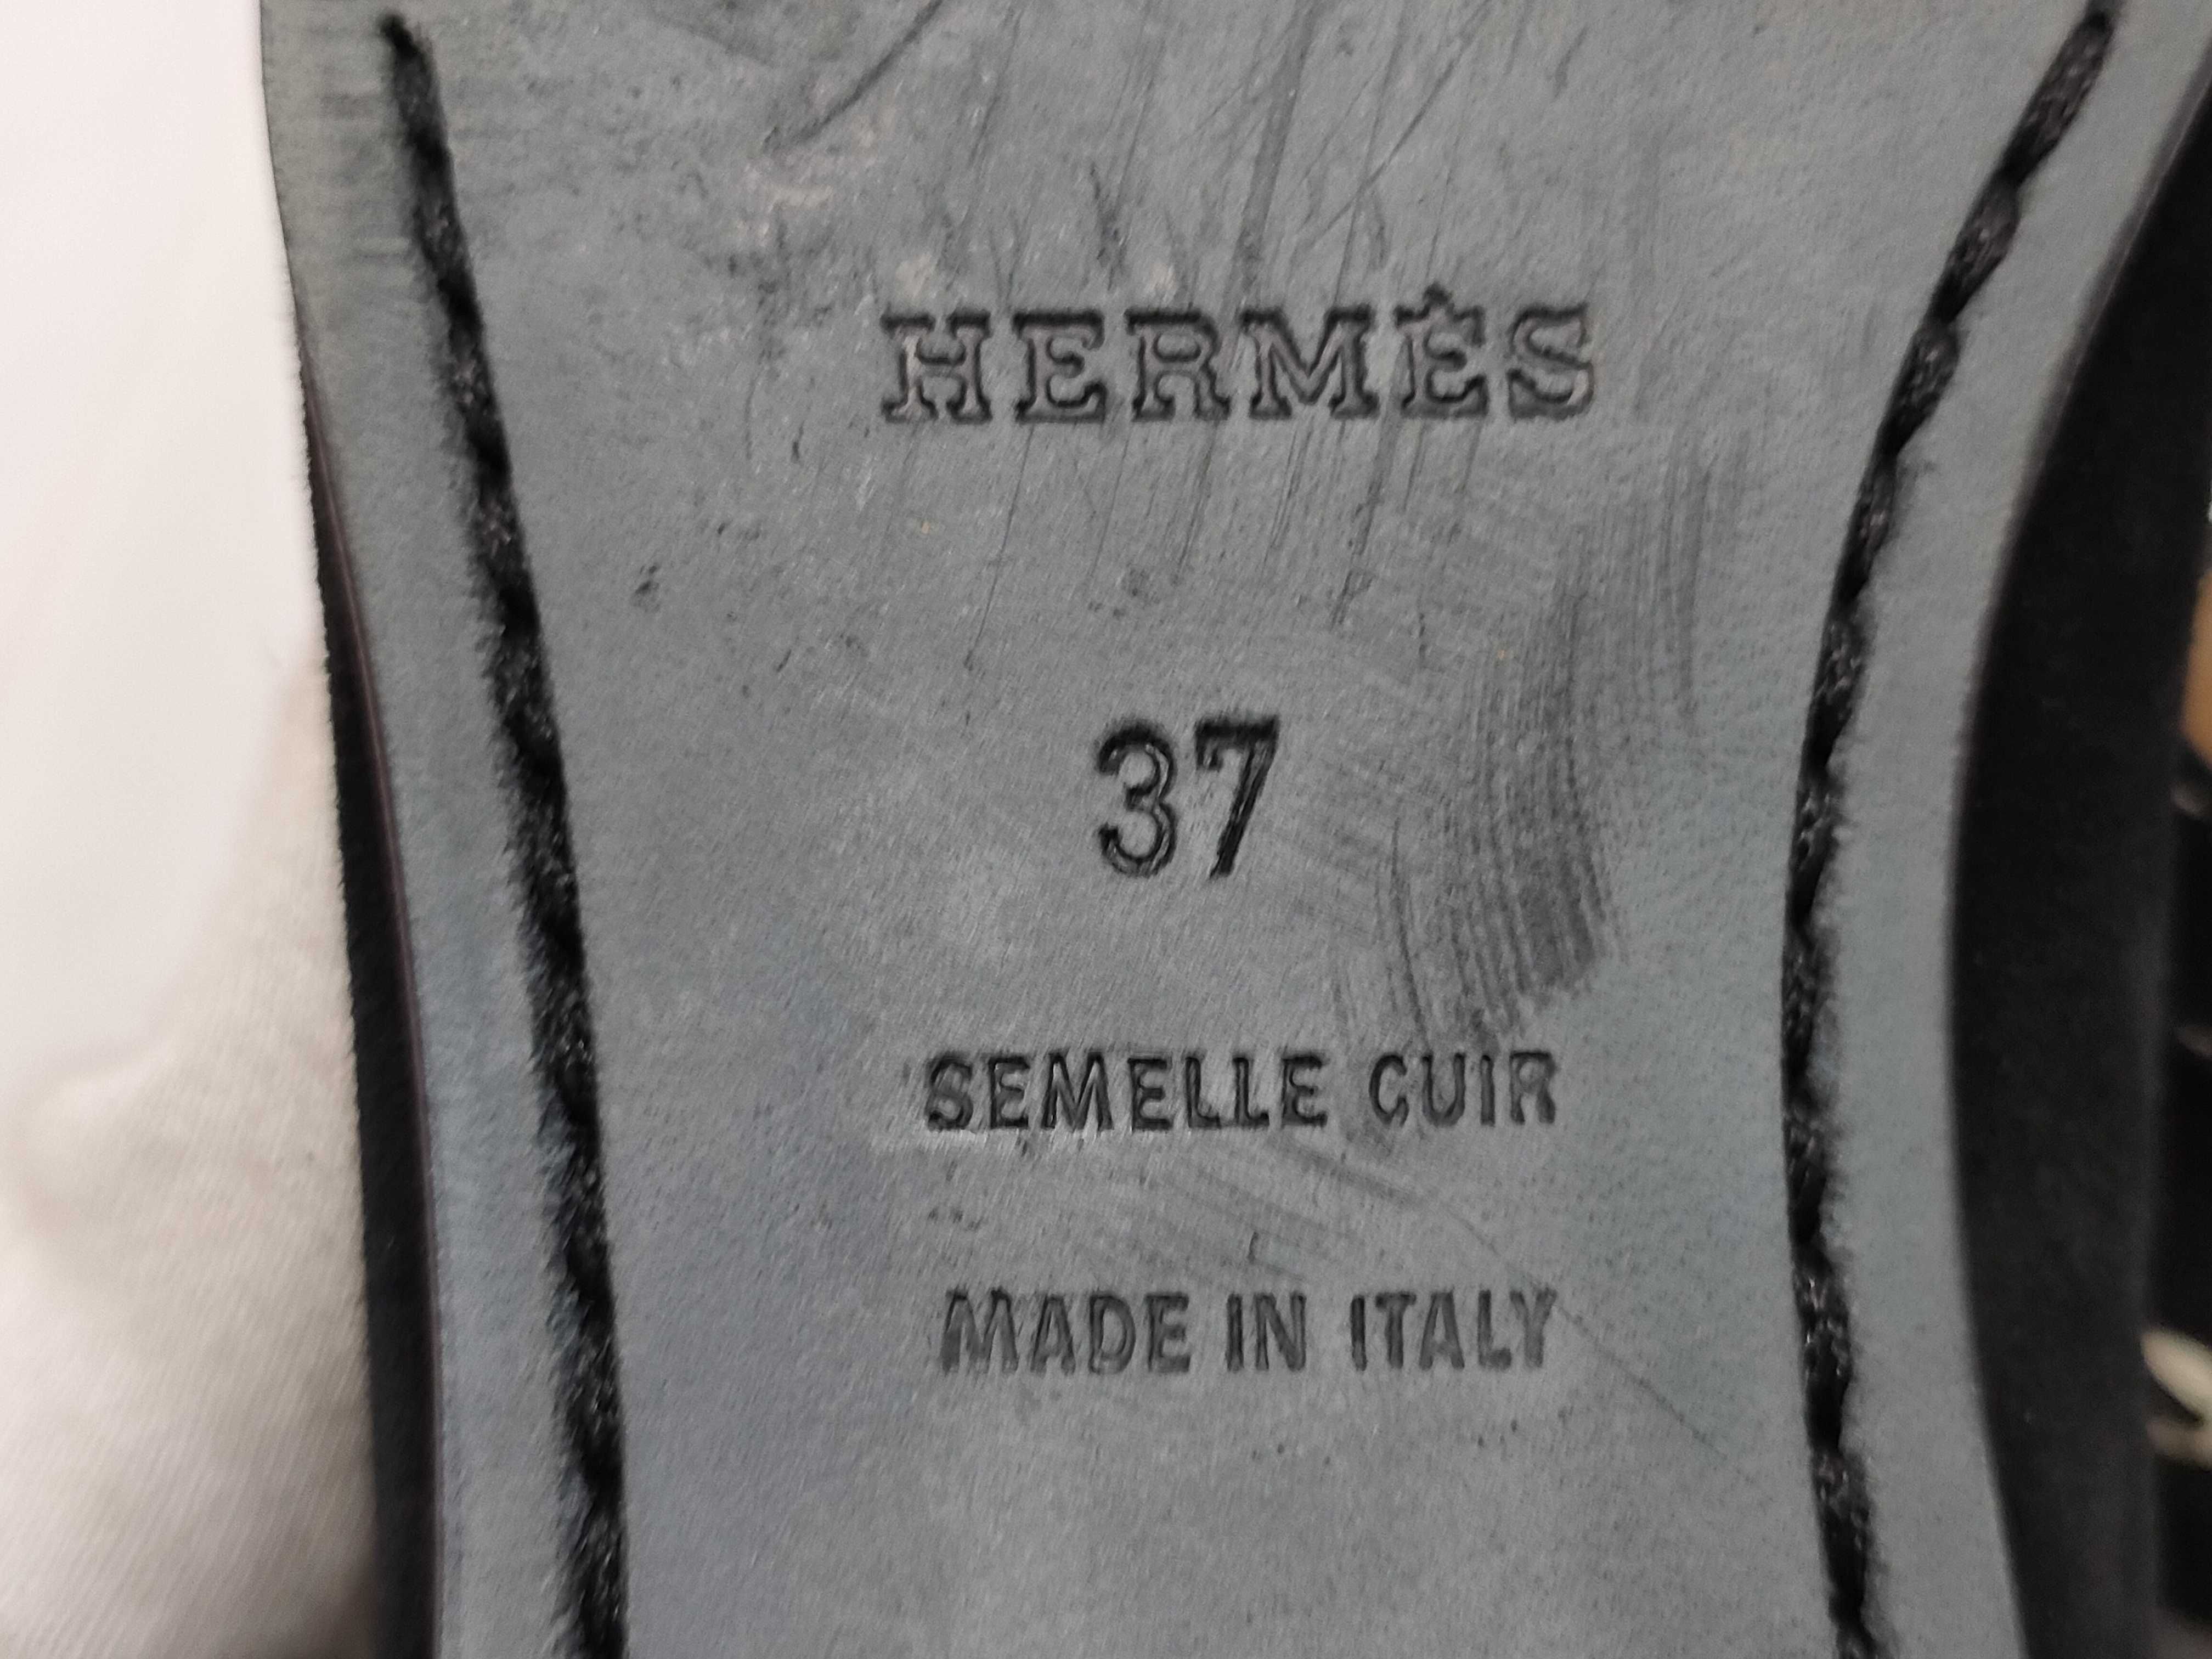 HERMÈS
37
SEMELLE CUIR
MADE IN ITALY